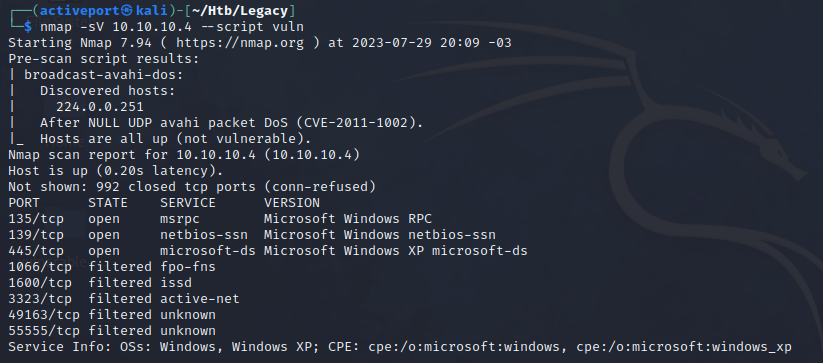 ┌──(activeport㉿kali)-[~/Htb/Legacy]
└─$ nmap -sV 10.10.10.4 --script vuln
Starting Nmap 7.94 ( https://nmap.org ) at 2023-07-29 20:09 -03
Pre-scan script results:
| broadcast-avahi-dos:
|   Discovered hosts:
|     224.0.0.251
|   After NULL UDP avahi packet DoS (CVE-2011-1002).
|_  Hosts are all up (not vulnerable).
Nmap scan report for 10.10.10.4 (10.10.10.4)
Host is up (0.20s latency).
Not shown: 992 closed tcp ports (conn-refused)
PORT      STATE    SERVICE      VERSION
135/tcp   open     msrpc        Microsoft Windows RPC
139/tcp   open     netbios-ssn  Microsoft Windows netbios-ssn
445/tcp   open     microsoft-ds Microsoft Windows XP microsoft-ds
1066/tcp  filtered fpo-fns
1600/tcp  filtered issd
3323/tcp  filtered active-net
49163/tcp filtered unknown
55555/tcp filtered unknown
Service Info: OSs: Windows, Windows XP; CPE: cpe:/o:microsoft:windows, cpe:/o:microsoft:windows_xp